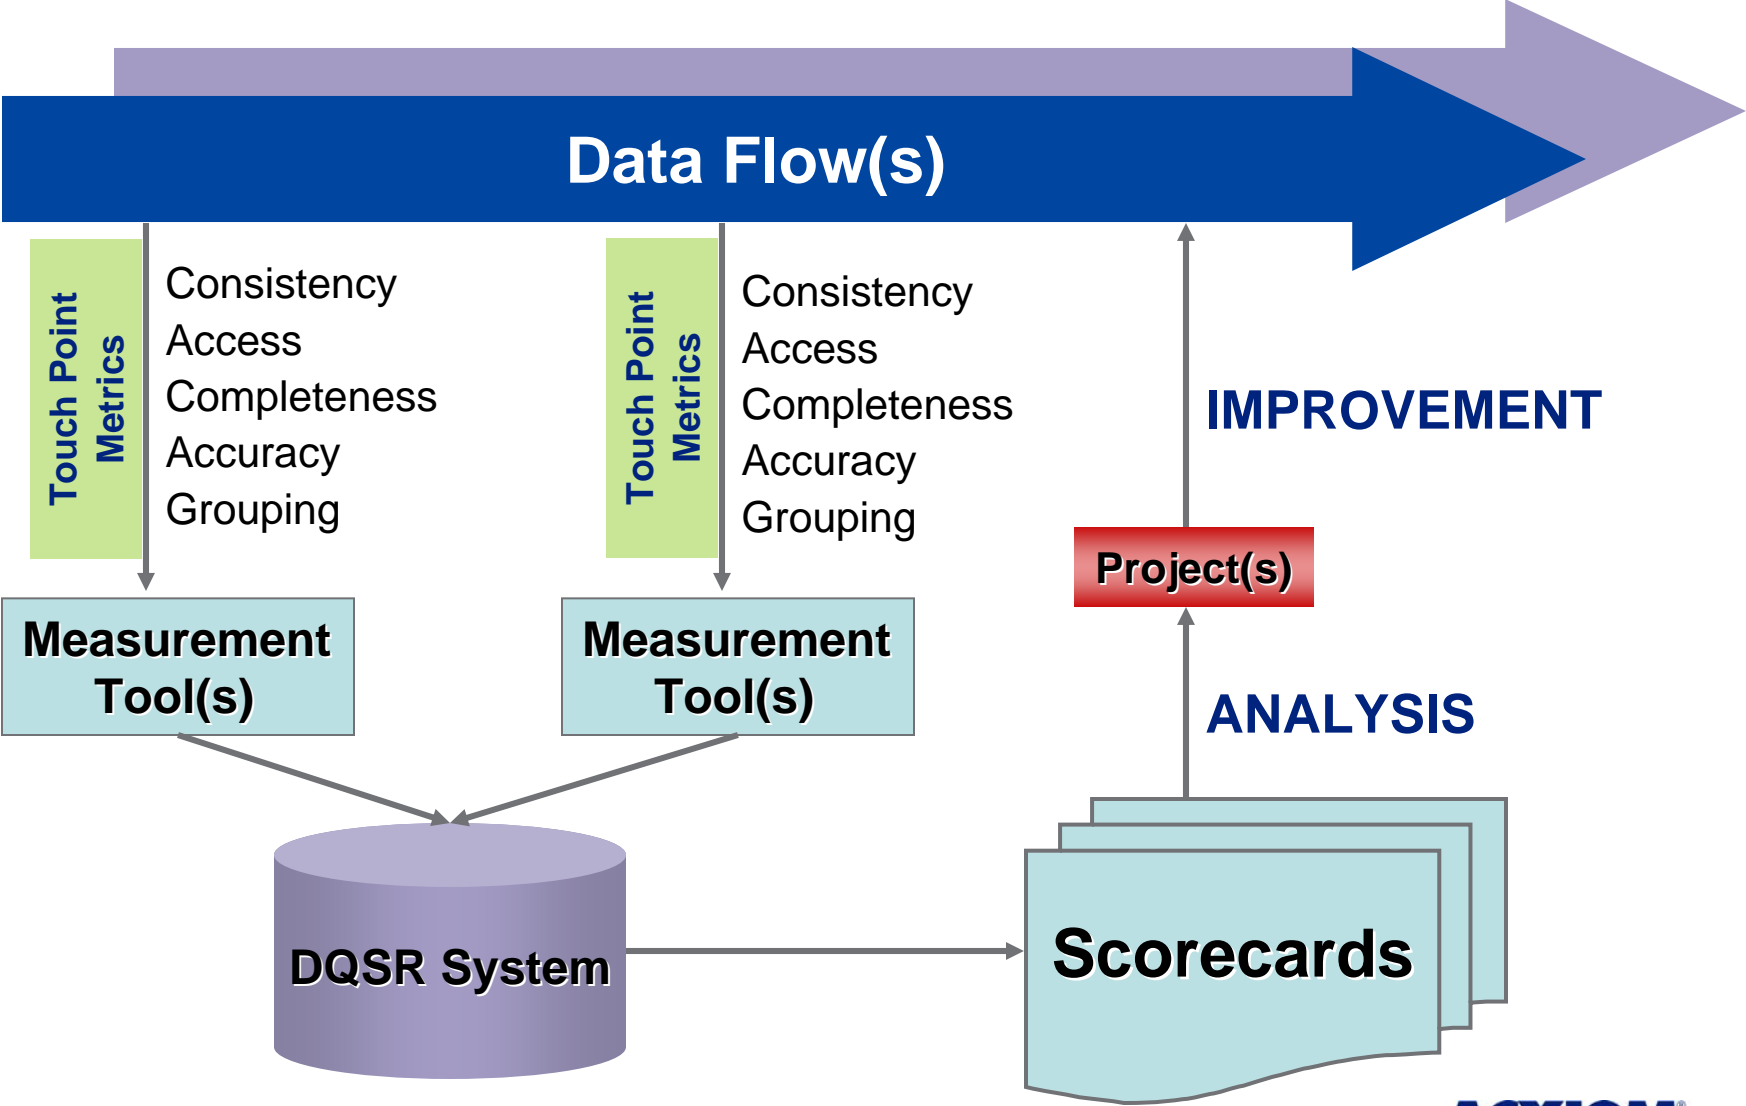 Data Flow(s)
Touch Point
Metrics
Consistency
Access
Completeness
Accuracy
Grouping
Touch Point
Metrics
Consistency
Access
Completeness
Accuracy
Grouping
IMPROVEMENT
Project(s)
Measurement
Tool(s)
Measurement
Tool(s)
ANALYSIS
DQSR System
Scorecards
ACXIOM®